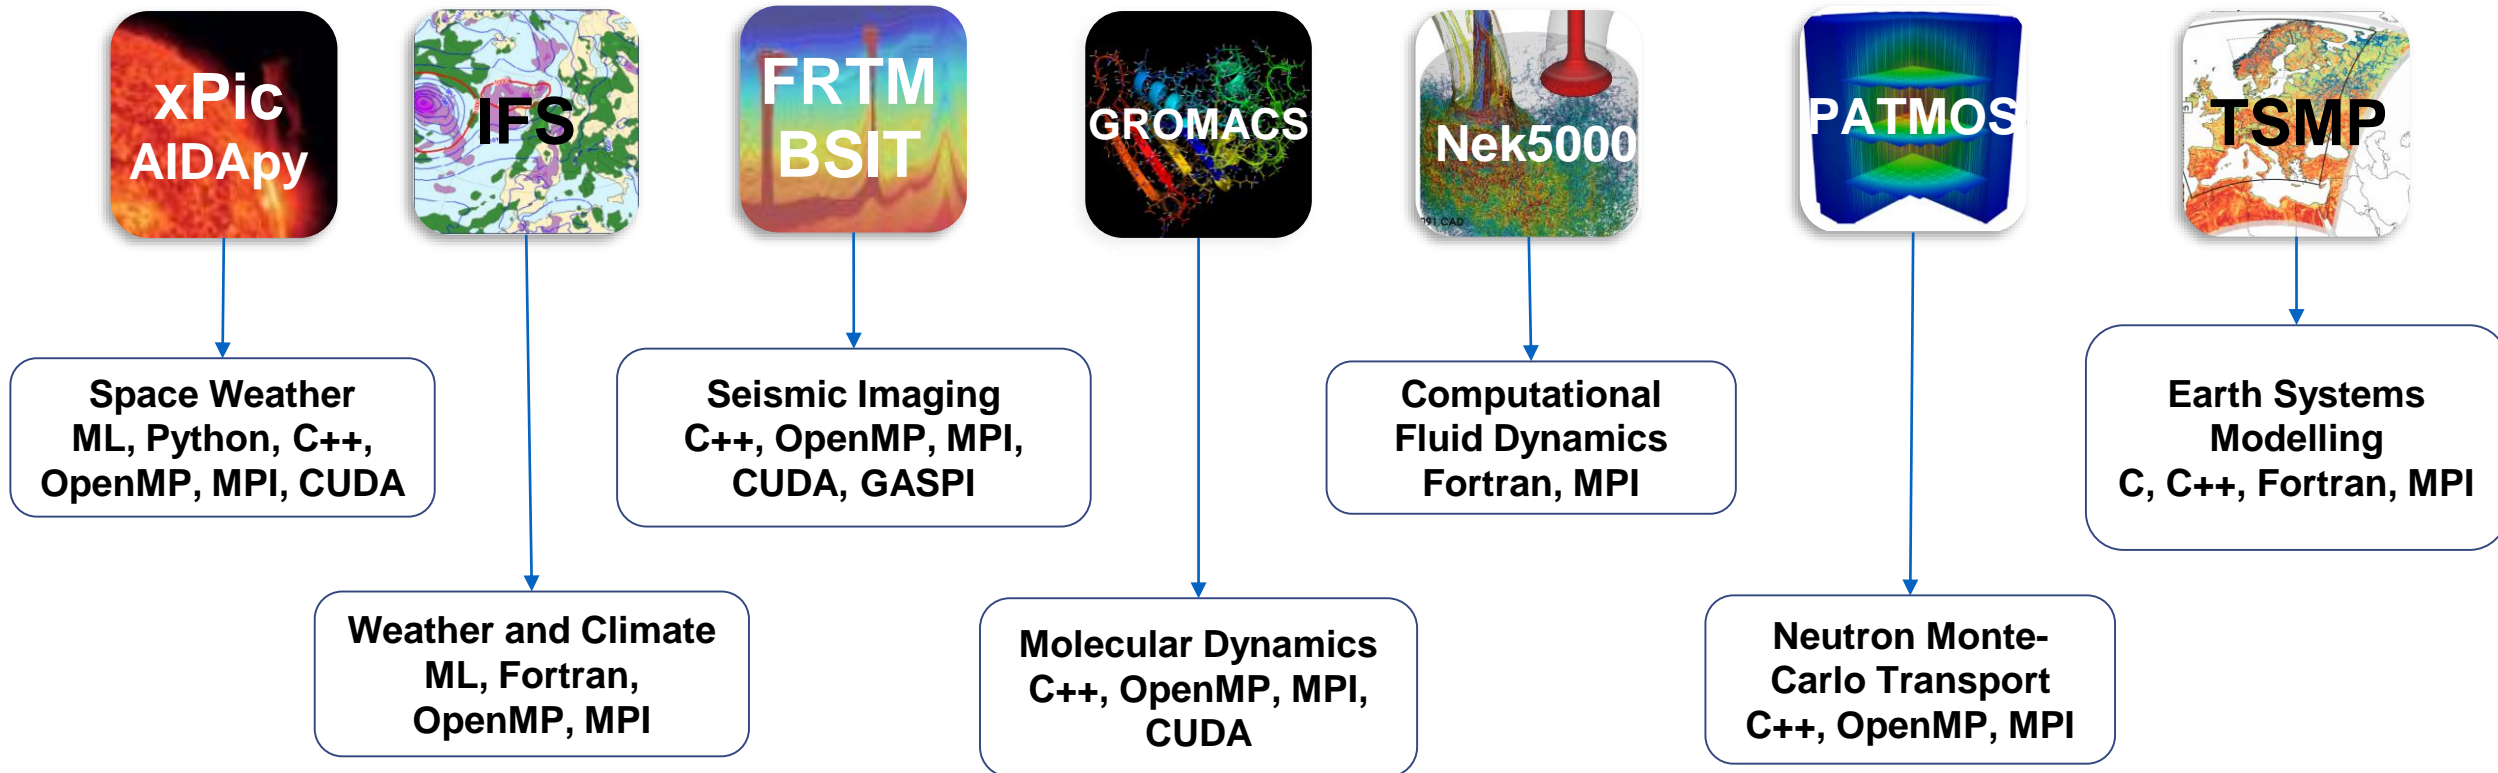 xPic
AIDApy
IFS
FRTM
BSIT
GROMACS
Nek5000
091 CAD
PATMOS
TSMP
Space Weather
ML, Python, C++,
OpenMP, MPI, CUDA
Seismic Imaging
C++, OpenMP, MPI,
CUDA, GASPI
Computational
Fluid Dynamics
Fortran, MPI
Earth Systems
Modelling
C, C++, Fortran, MPI
Weather and Climate
ML, Fortran,
OpenMP, MPI
Molecular Dynamics
C++, OpenMP, MPI,
CUDA
Neutron Monte-
Carlo Transport
C++, OpenMP, MPI